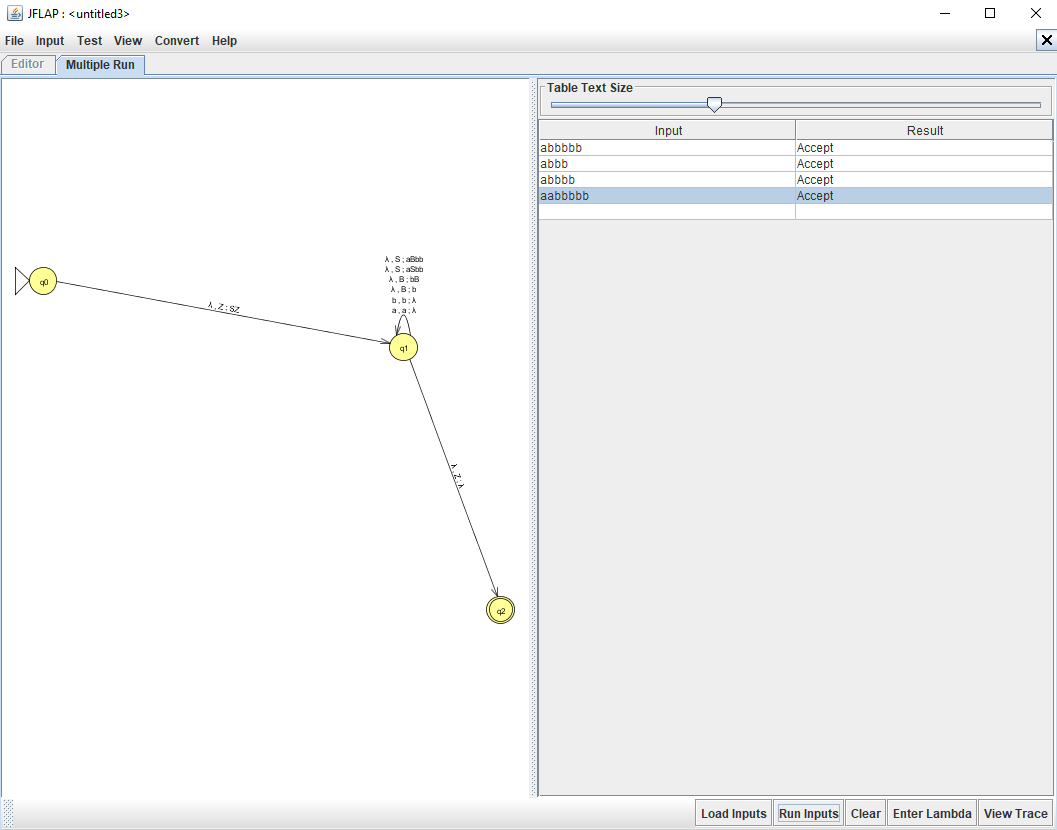 JFLAP : <untitled3>
File Input Test View Convert Help
Editor Multiple Run
Table Text Size
Input Result
abbbbb Accept
abbb Accept
abbbb Accept
aabbbbb Accept
λ , S ; aBbb
λ , S ; aSbb
λ , B ; bB
λ , B ; b
b , b ; λ
a , a ; λ
q0
λ , Z ; SZ
q1
λ , Z ; λ
q2
Load Inputs Run Inputs Clear Enter Lambda View Trace